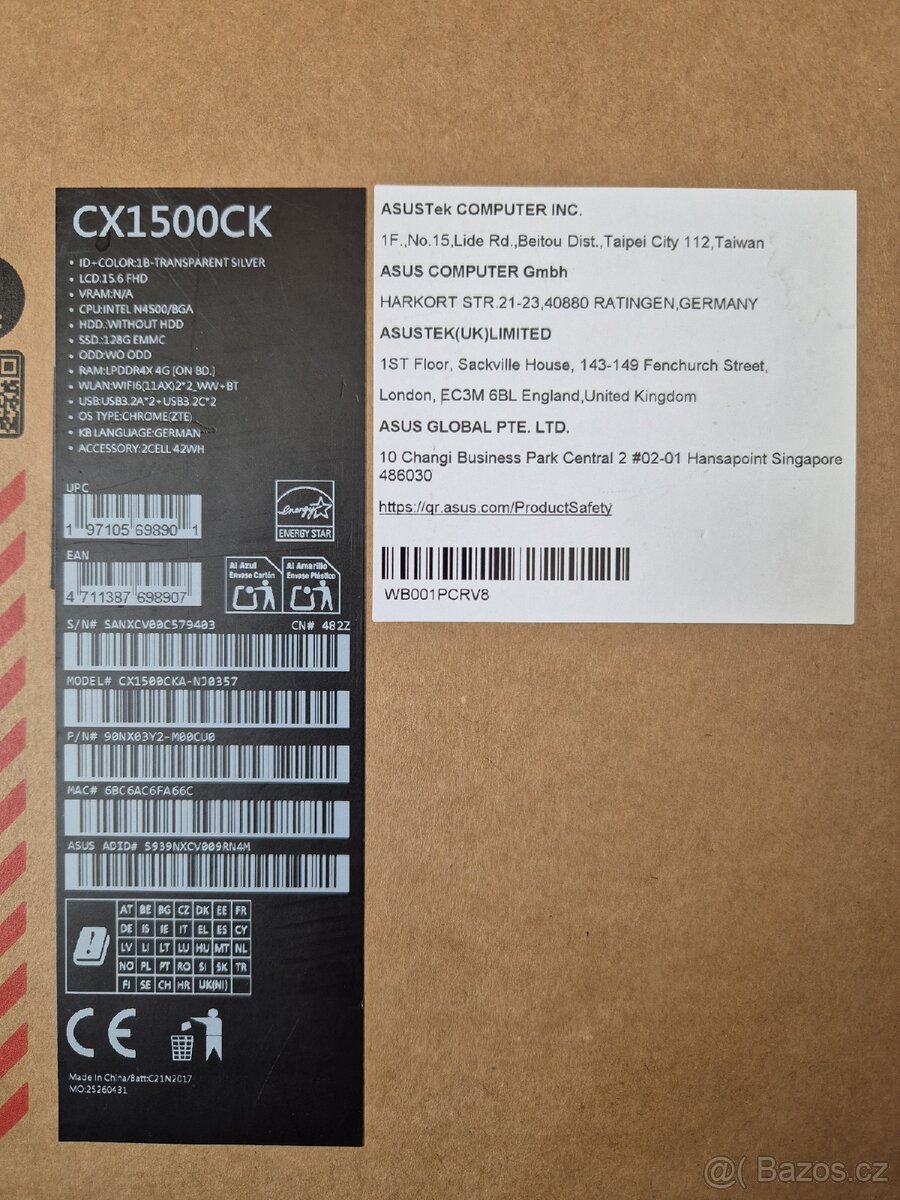 CX1500CK
• ID+COLOR:1B-TRANSPARENT SILVER
• LCD:15.6 FHD
• VRAM:N/A
• CPU:INTEL N4500/BGA
• HDD.:WITHOUT HDD
• SSD.:128G EMMC
• ODD:WO ODD
• RAM:LPDDR4X 4G [ON BD.]
• WLAN:WIFI6(11AX)2*2_WW+BT
• USB:USB3.2A*2+USB3.2C*2
• OS TYPE:CHROME(ZTE)
• KB LANGUAGE:GERMAN
• ACCESSORY:2CELL 42WH
UPC
1 97105 69890 1
energy
ENERGY STAR
EAN
4 711387 698907
Al Azul
Envase Cartón
Al Amarillo
Envase Plástico
S/N# SANXCV00C579403 CN# 482Z
MODEL# CX1500CKA-NJ0357
P/N# 90NX03Y2-M00CU0
MAC# 6BC6AC6FA66C
ASUS ADID# S939NXCV009RN4M
AT BE BG CZ DK EE FR
DE IS IE IT EL ES CY
LV LI LT LU HU MT NL
NO PL PT RO SI SK TR
FI SE CH HR UK(NI)
CE
Made In China/Batt:C21N2017
MO:25260431
ASUSTek COMPUTER INC.
1F.,No.15,Lide Rd.,Beitou Dist.,Taipei City 112,Taiwan
ASUS COMPUTER Gmbh
HARKORT STR.21-23,40880 RATINGEN,GERMANY
ASUSTEK(UK)LIMITED
1ST Floor, Sackville House, 143-149 Fenchurch Street,
London, EC3M 6BL England,United Kingdom
ASUS GLOBAL PTE. LTD.
10 Changi Business Park Central 2 #02-01 Hansapoint Singapore
486030
https://qr.asus.com/ProductSafety
WB001PCRV8
@( Bazos.cz